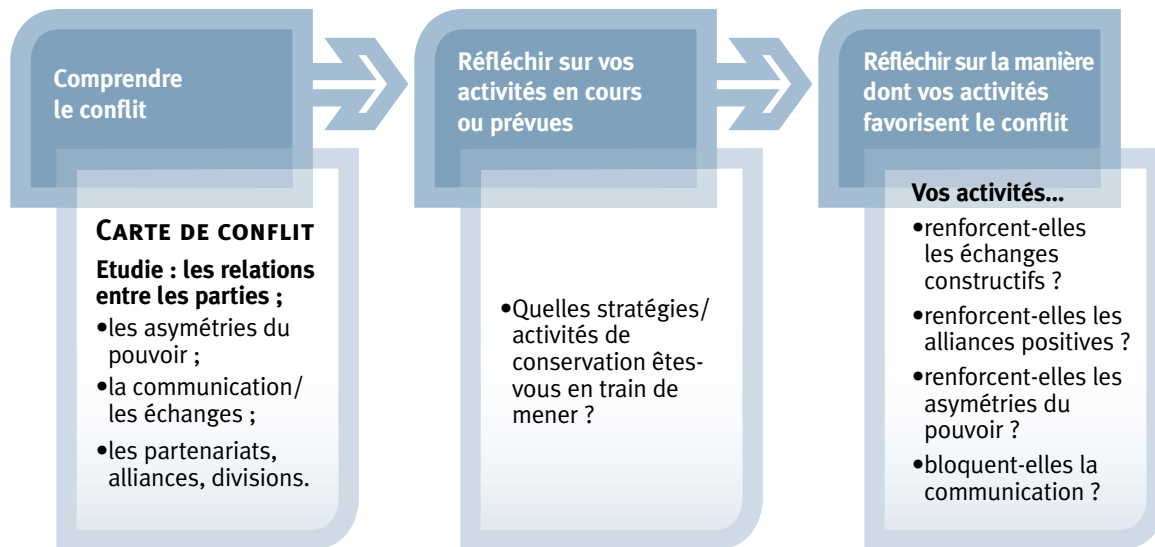 Comprendre
le conflit
CARTE DE CONFLIT
Etudie : les relations
entre les parties ;
•les asymétries du
pouvoir ;
•la communication/
les échanges ;
•les partenariats,
alliances, divisions.
Réfléchir sur vos
activités en cours
ou prévues
•Quelles stratégies/
activités de
conservation êtes-
vous en train de
mener ?
Réfléchir sur la manière
dont vos activités
favorisent le conflit
Vos activités...
•renforcent-elles
les échanges
constructifs ?
•renforcent-elles les
alliances positives ?
•renforcent-elles les
asymétries du
pouvoir ?
•bloquent-elles la
communication ?